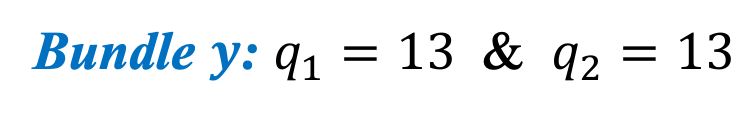 Bundle y: q₁ = 13 & q₂ = 13